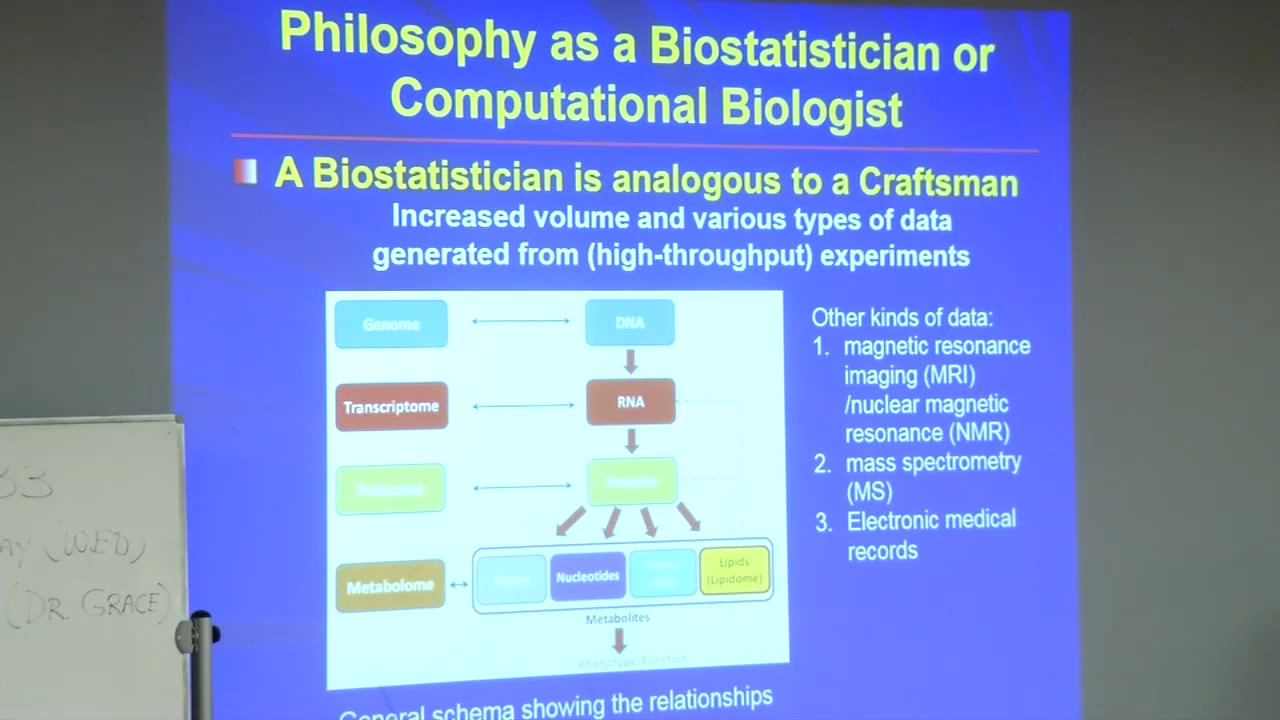 Philosophy as a Biostatistician or
Computational Biologist
A Biostatistician is analogous to a Craftsman
Increased volume and various types of data
generated from (high-throughput) experiments
Genome
DNA
Transcriptome
RNA
Metabolome
Nucleotides
Lipids
(Lipidome)
Metabolites
Phenotype/Function
Other kinds of data:
1. magnetic resonance
imaging (MRI)
/nuclear magnetic
resonance (NMR)
2. mass spectrometry
(MS)
3. Electronic medical
records
General schema showing the relationships
33
(WED)
(DR. GRACE)